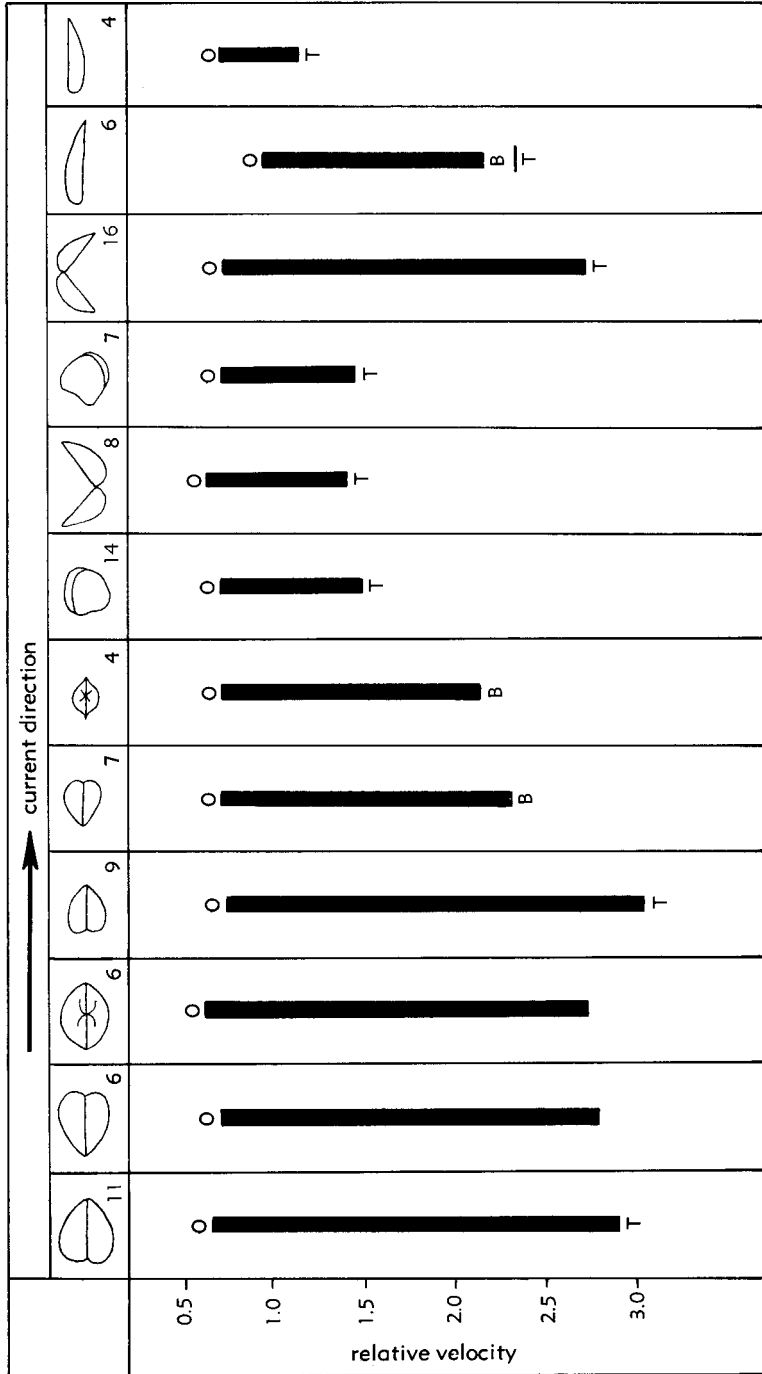 current direction
11 6 6 9 7 4 14 8 7 16 6 4
O O O O O O O O O O O O
T T B B T T T T B T
T
0.5
1.0
1.5
2.0
2.5
3.0
relative velocity